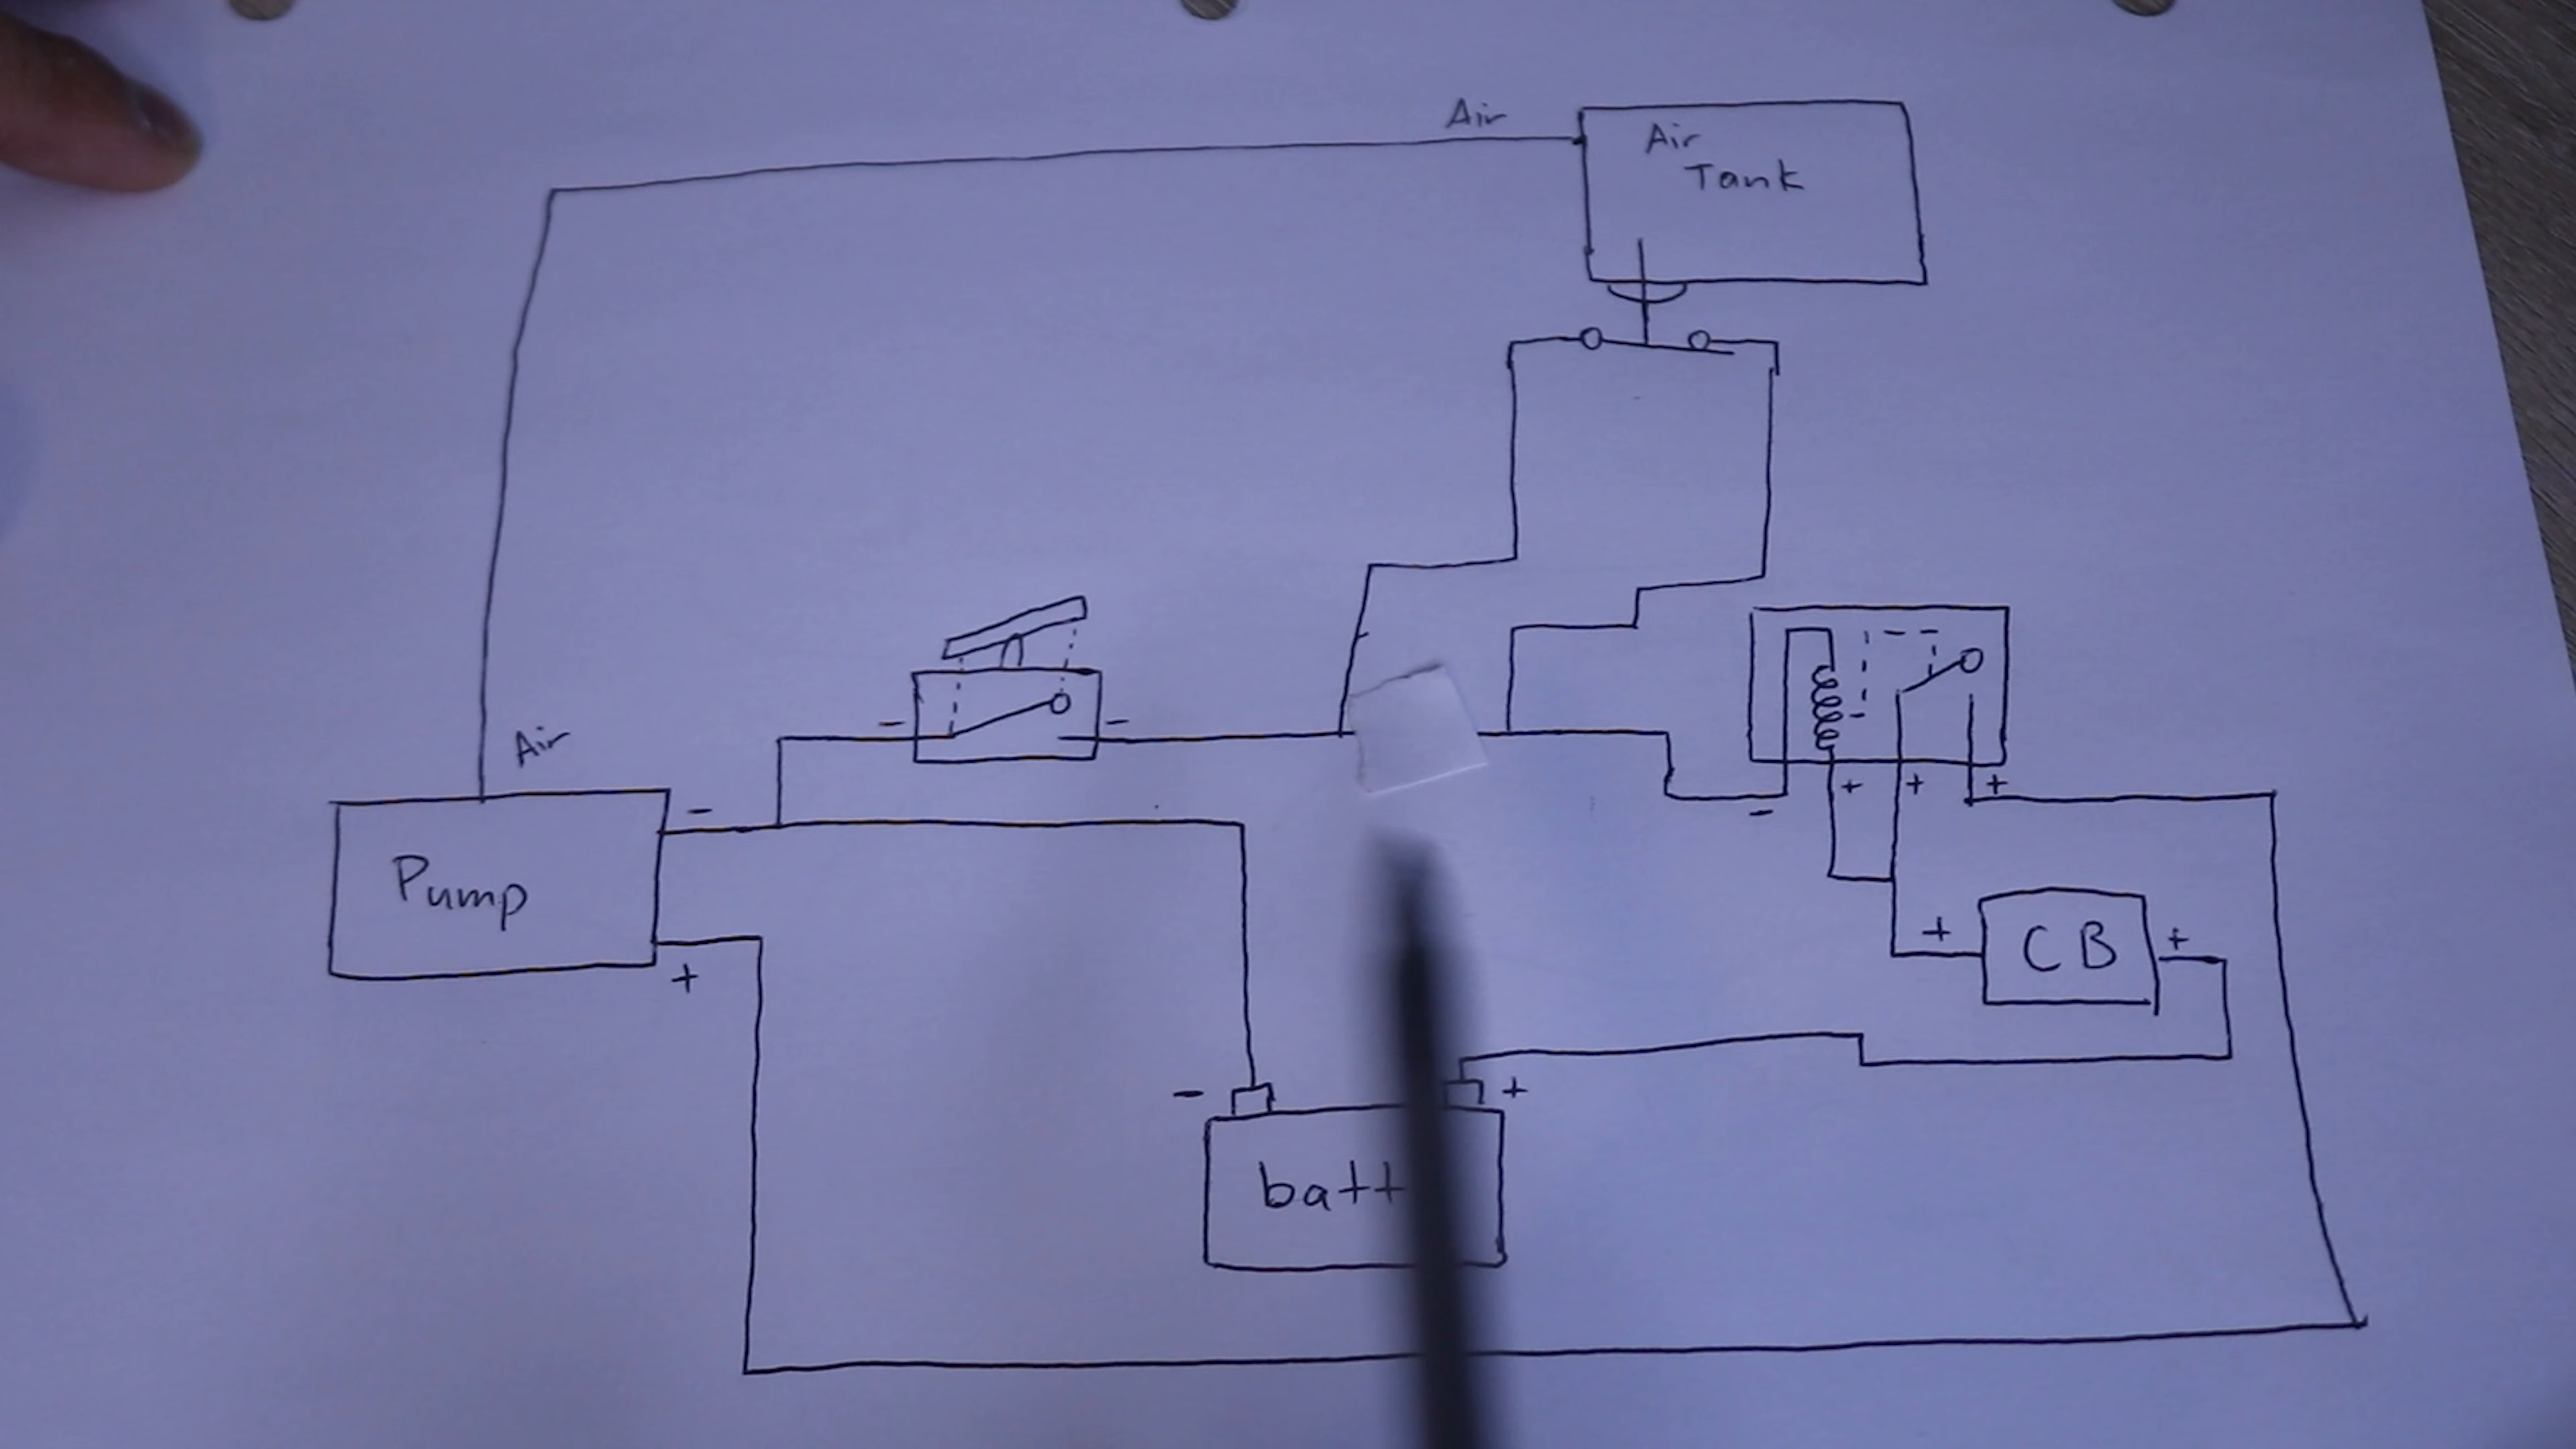 Air
Air
Tank
Air
-
-
-
Pump
+
-
+
+
+
+
CB
+
-
+
batt